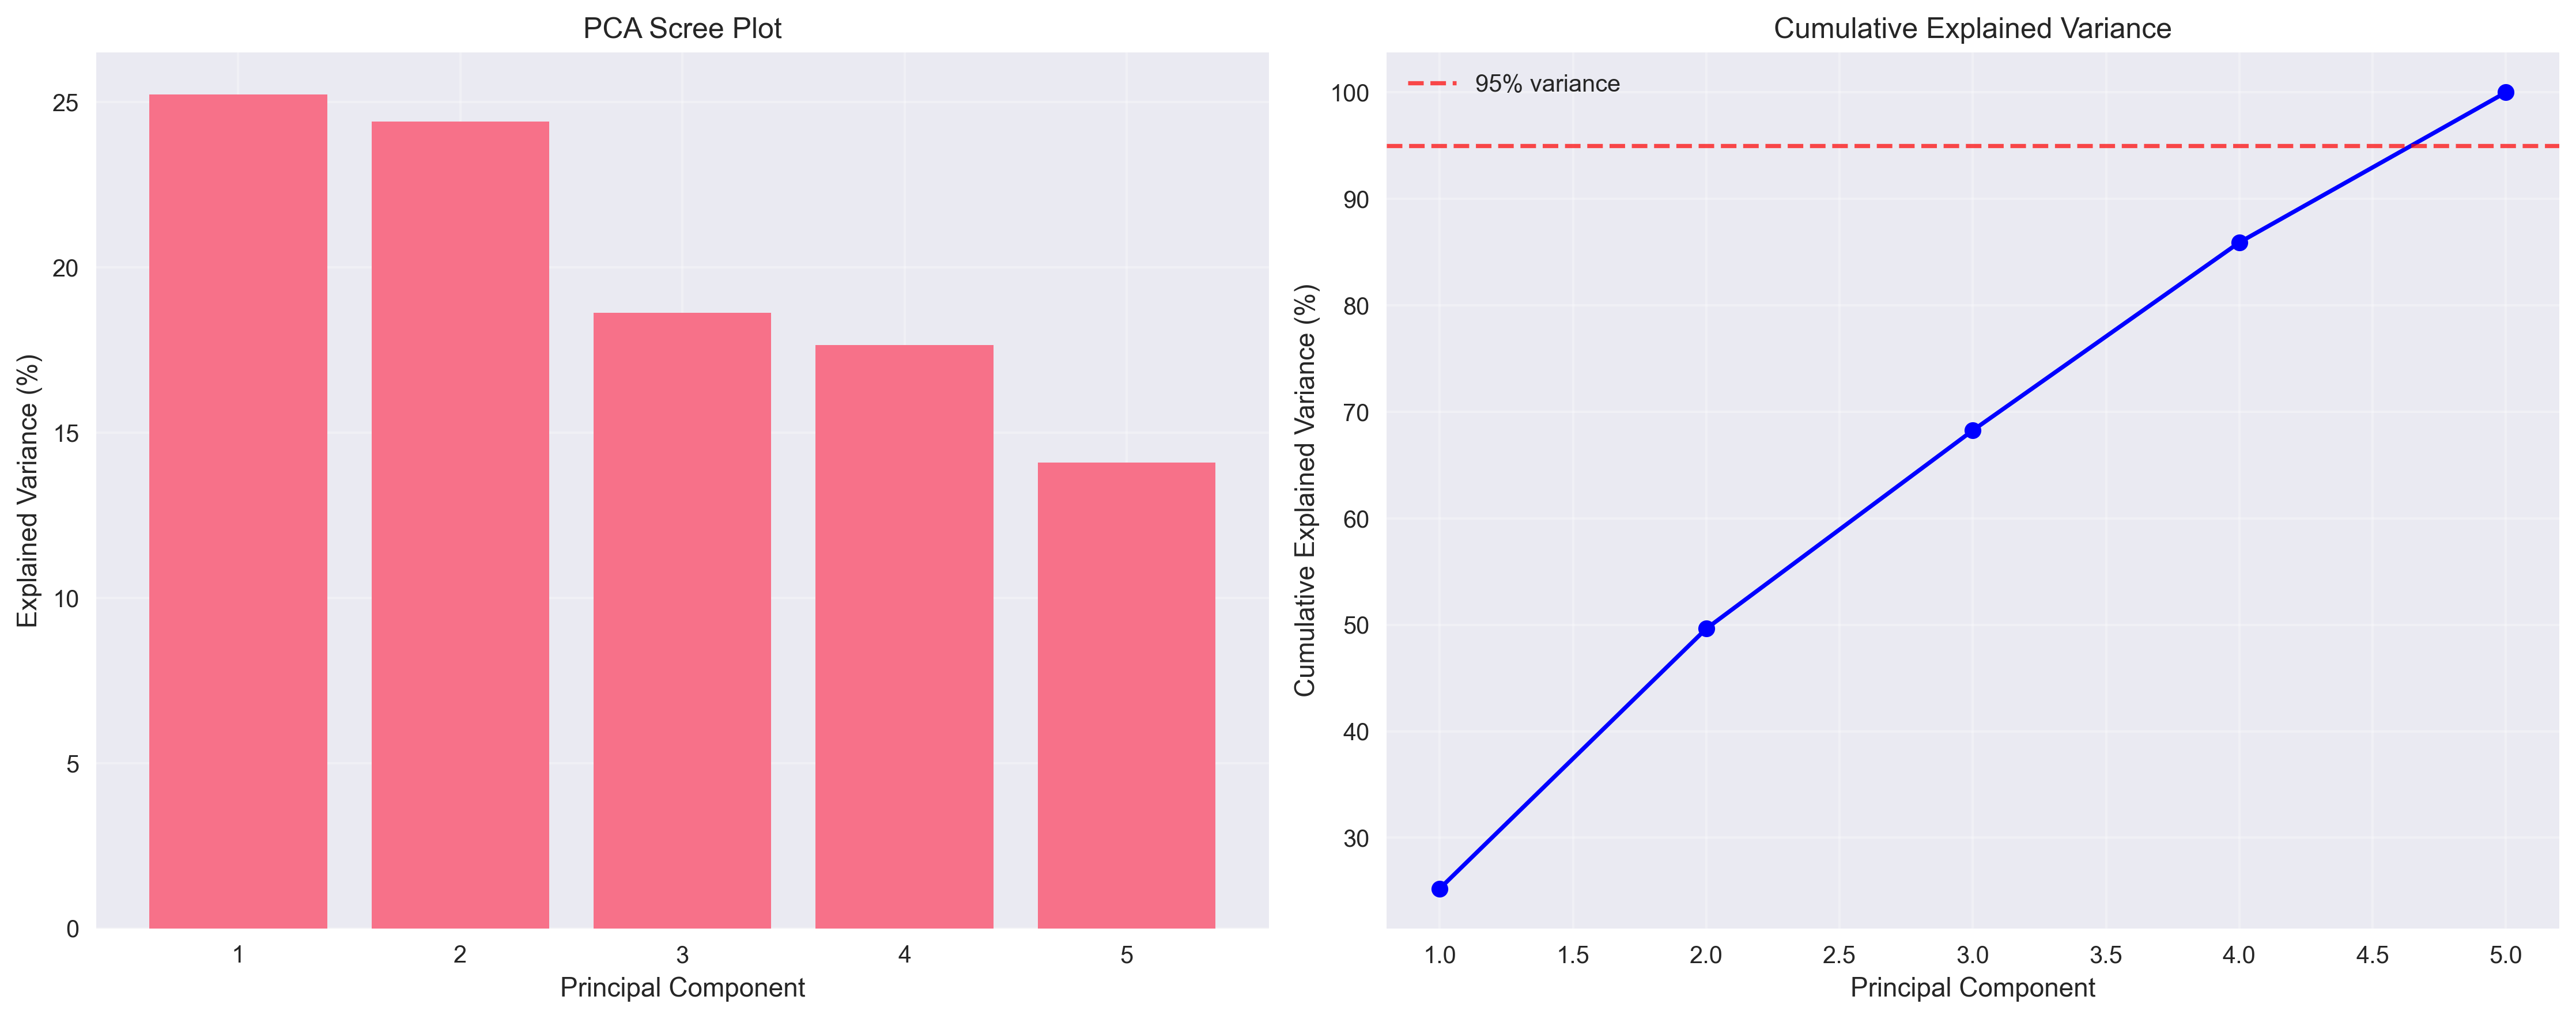 PCA Scree Plot
Explained Variance (%)
25
20
15
10
5
0
1 2 3 4 5
Principal Component
Cumulative Explained Variance
95% variance
Cumulative Explained Variance (%)
100
90
80
70
60
50
40
30
1.0 1.5 2.0 2.5 3.0 3.5 4.0 4.5 5.0
Principal Component